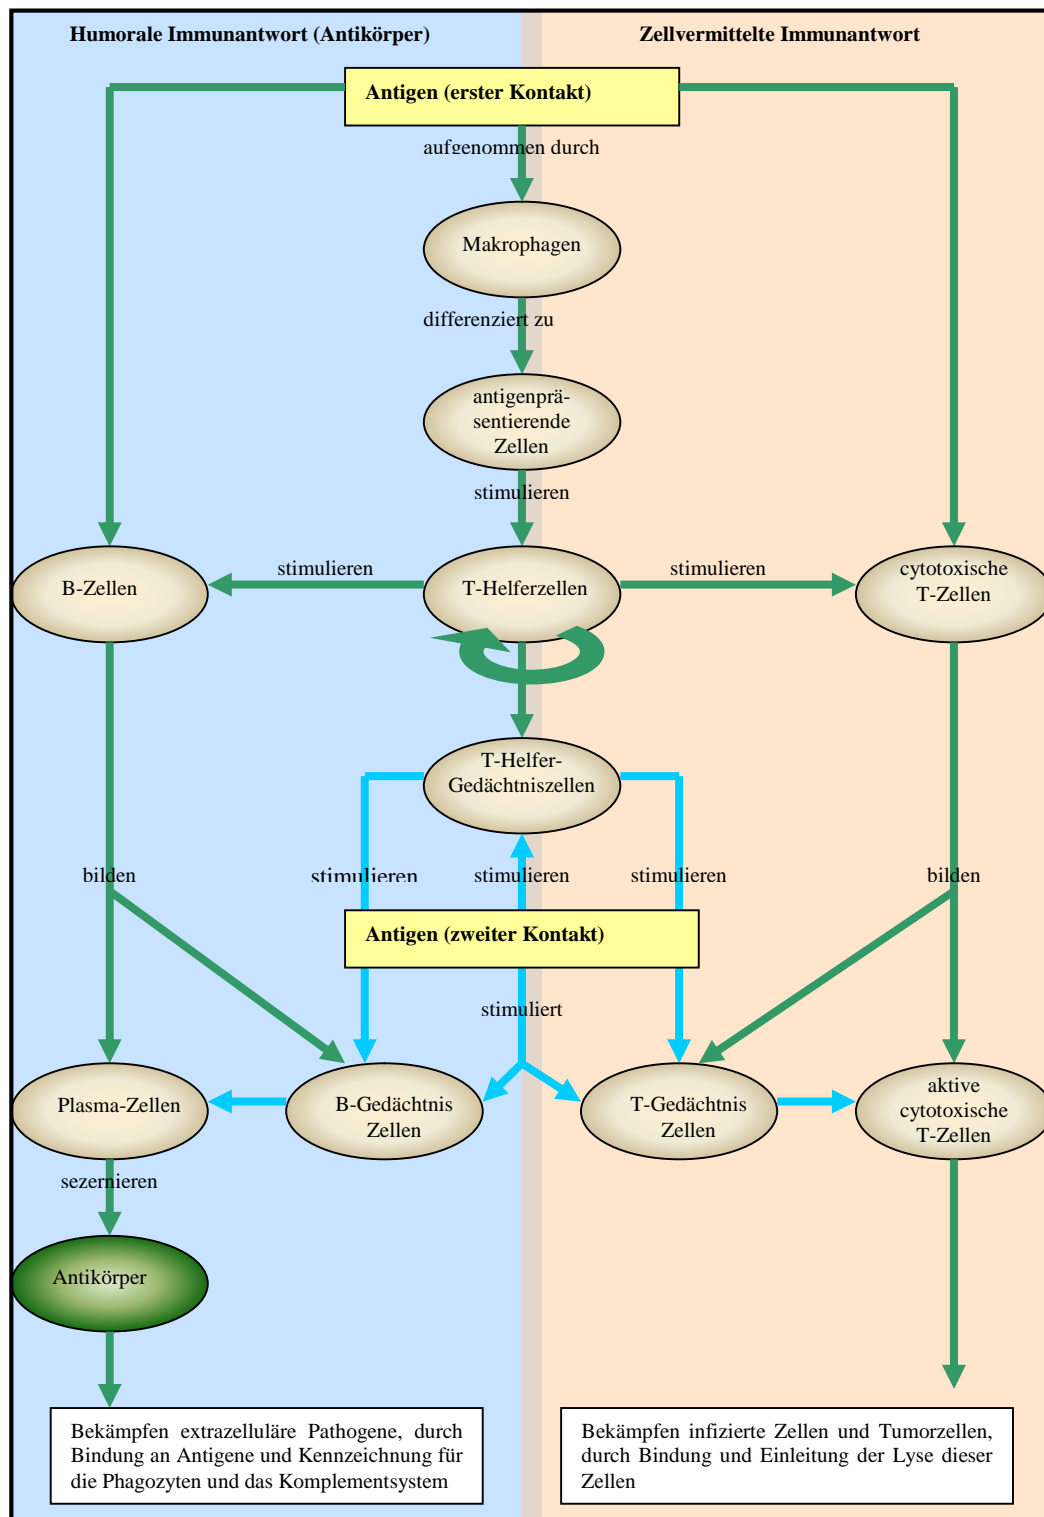 Humorale Immunantwort (Antikörper)
Zellvermittelte Immunantwort
Antigen (erster Kontakt)
aufgenommen durch
Makrophagen
differenziert zu
antigenprä-
sentierende
Zellen
stimulieren
B-Zellen
stimulieren
T-Helferzellen
stimulieren
cytotoxische
T-Zellen
T-Helfer-
Gedächtniszellen
bilden
stimulieren
stimulieren
stimulieren
bilden
Antigen (zweiter Kontakt)
stimuliert
Plasma-Zellen
B-Gedächtnis
Zellen
T-Gedächtnis
Zellen
aktive
cytotoxische
T-Zellen
sezernieren
Antikörper
Bekämpfen extrazelluläre Pathogene, durch
Bindung an Antigene und Kennzeichnung für
die Phagozyten und das Komplementsystem
Bekämpfen infizierte Zellen und Tumorzellen,
durch Bindung und Einleitung der Lyse dieser
Zellen